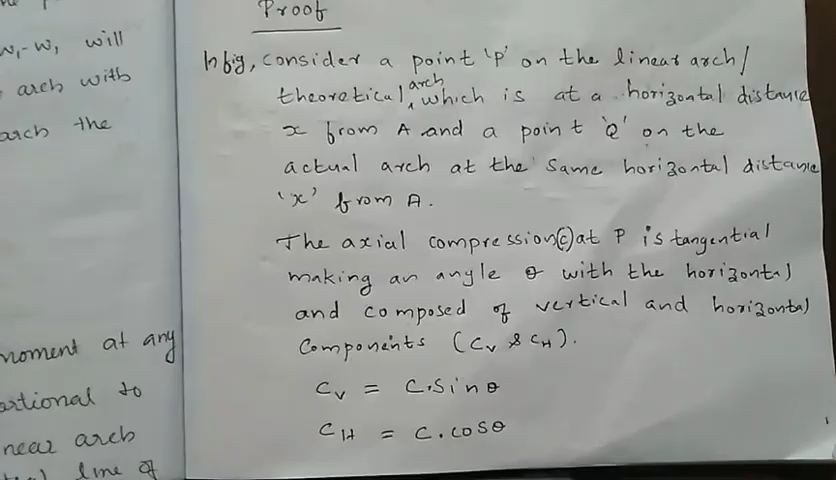 w,-w, will
arch with
arch the
moment at any
to
near arch
line of
Proof
In fig, consider a point 'P' on the linear arch/
theoretical arch, which is at a horizontal distance
x from A and a point 'Q' on the
actual arch at the same horizontal distance
'x' from A.
The axial compression(C) at P is tangential
making an angle θ with the horizontal
and composed of vertical and horizontal
components (Cv & CH).
Cv = C.sinθ
CH = C.cosθ